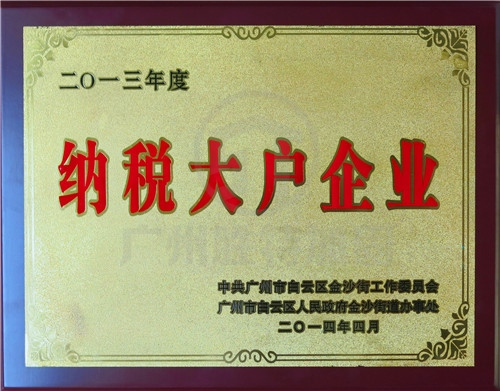 二〇一三年度
纳税大户企业
中共广州市白云区金沙街工作委员会
广州市白云区人民政府金沙街道办事处
二〇一四年四月